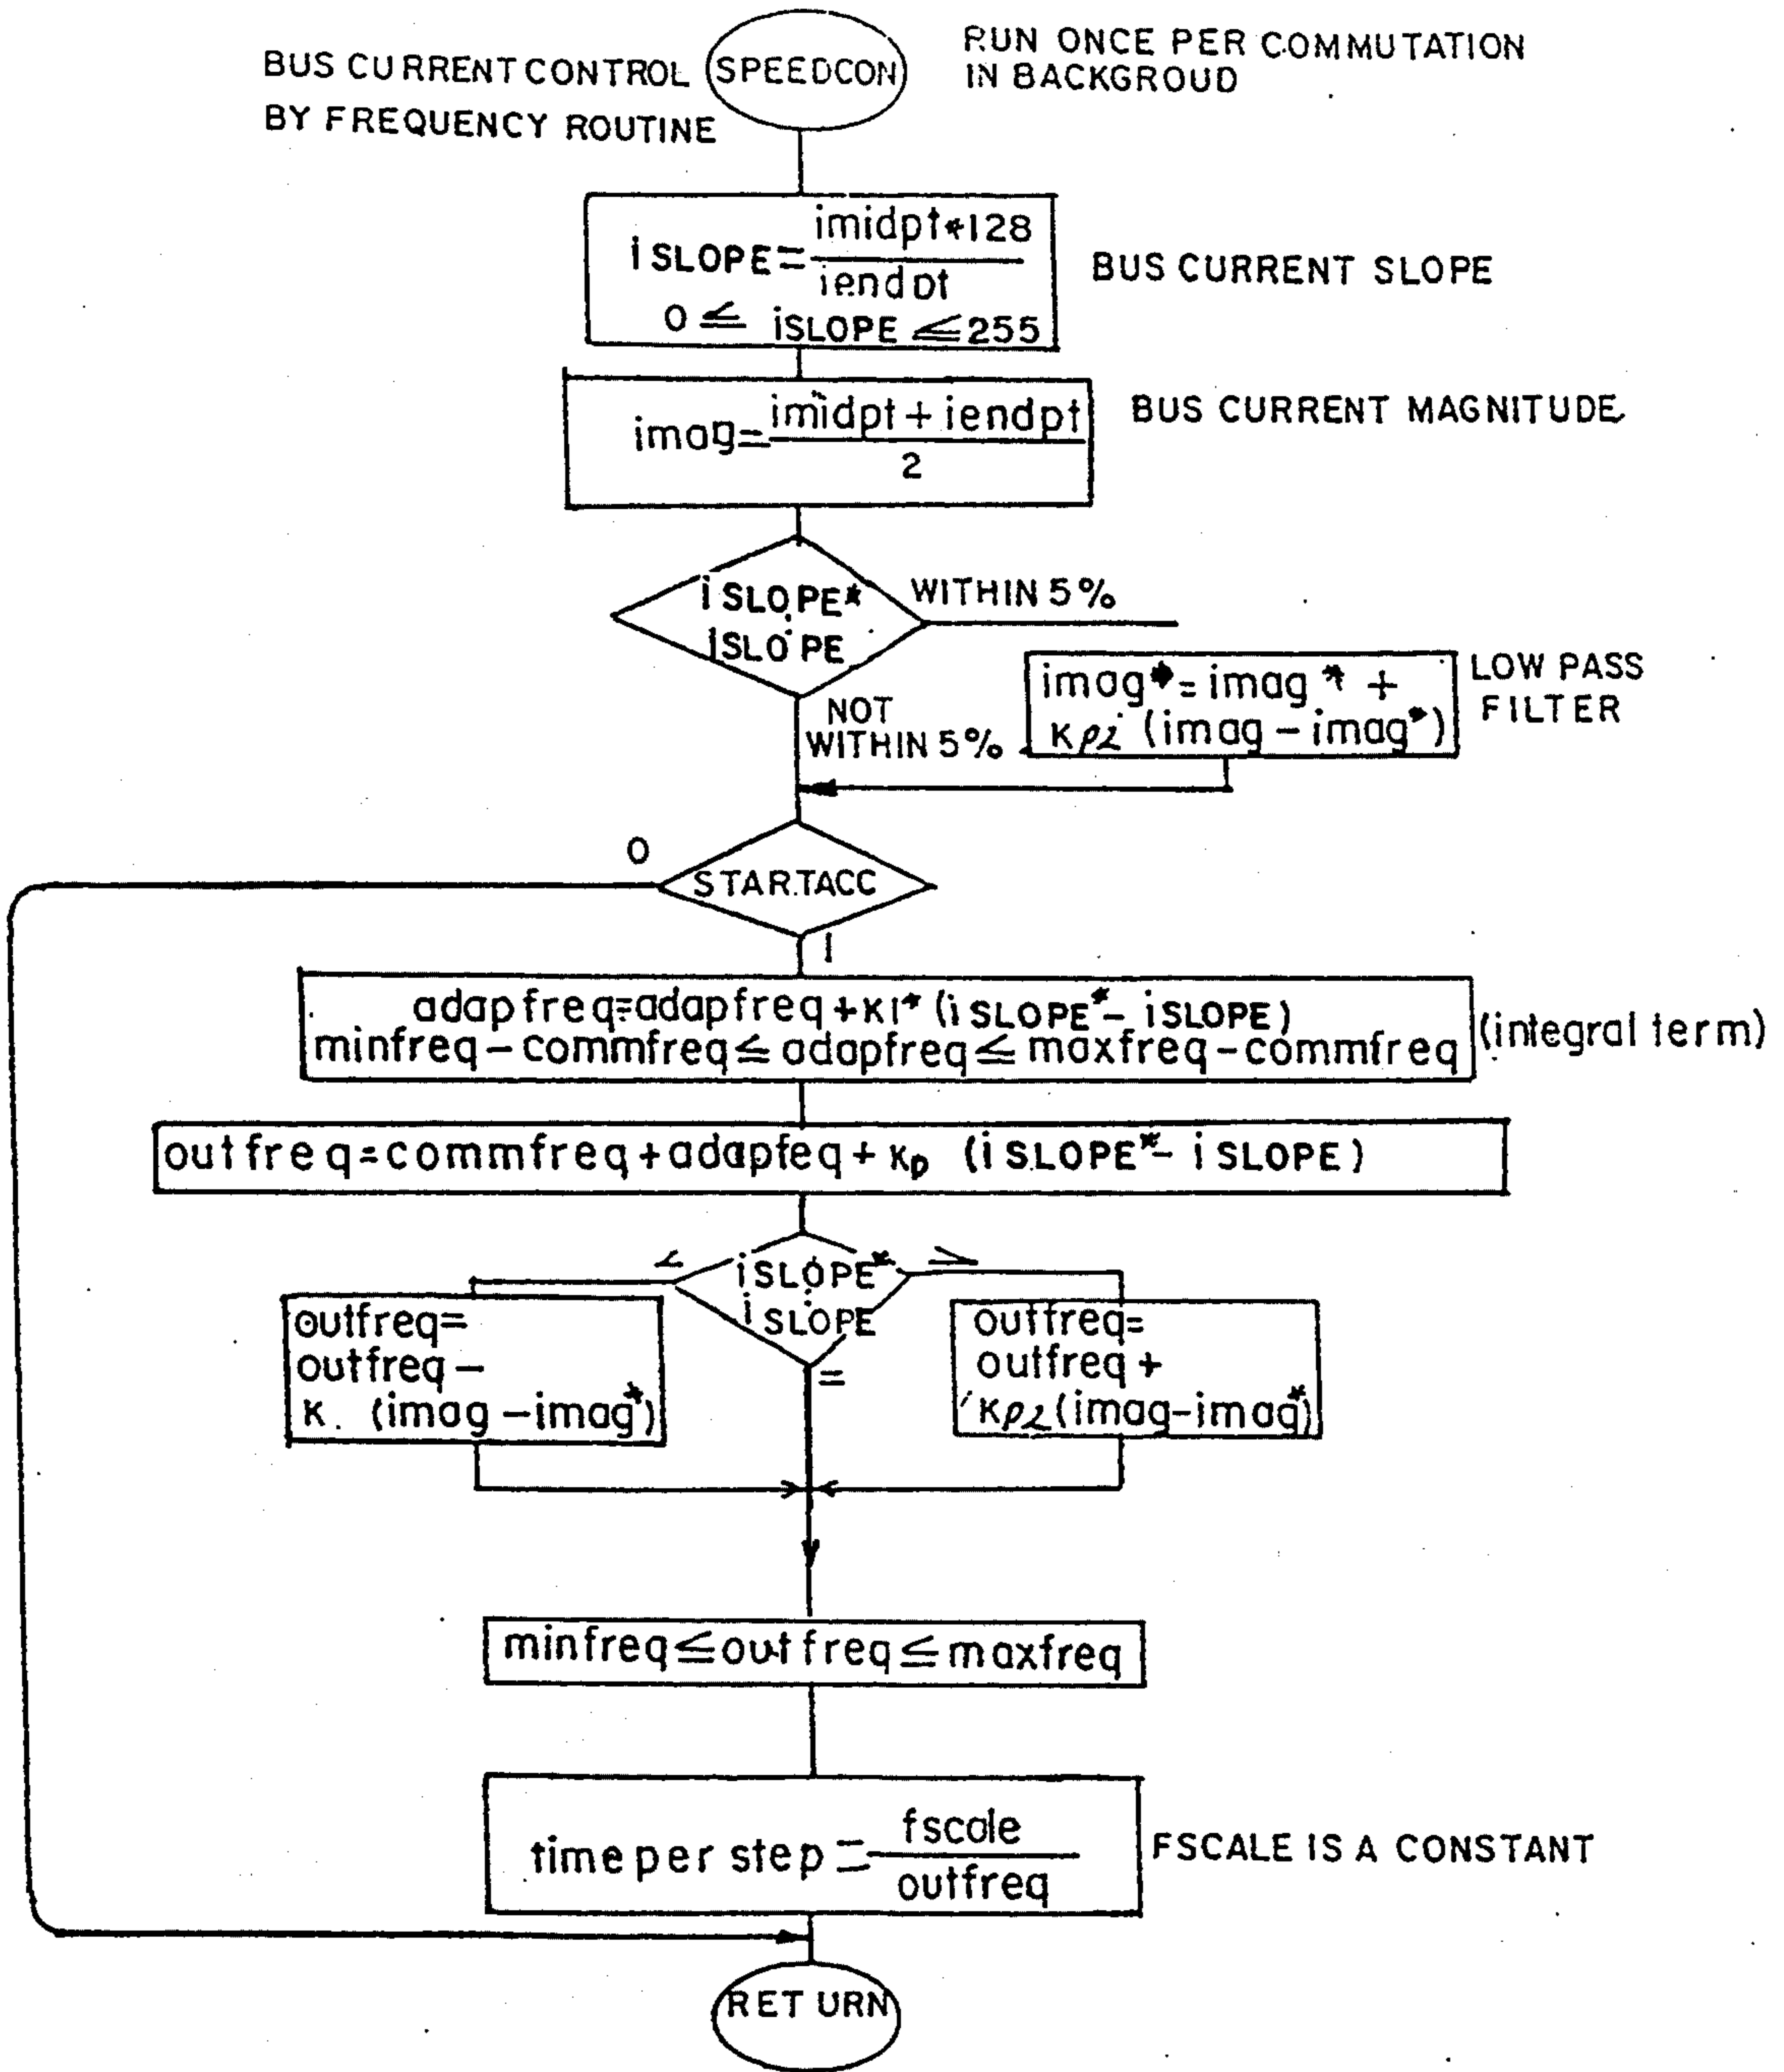 BUS CURRENT CONTROL
BY FREQUENCY ROUTINE
SPEEDCON
RUN ONCE PER COMMUTATION
IN BACKGROUD
iSLOPE = imidpt*128
iendpt
0 ≤ iSLOPE ≤ 255
BUS CURRENT SLOPE
imag = imidpt + iendpt
2
BUS CURRENT MAGNITUDE
iSLOPE*
:
iSLOPE
WITHIN 5%
NOT
WITHIN 5%
imag* = imag* +
Kp2 (imag - imag*)
LOW PASS
FILTER
0
STARTACC
1
adapfreq = adapfreq + KI* (iSLOPE* - iSLOPE)
minfreq - commfreq ≤ adapfreq ≤ maxfreq - commfreq
(integral term)
outfreq = commfreq + adapfeq + Kp (iSLOPE* - iSLOPE)
<
iSLOPE*
:
iSLOPE
>
=
outfreq =
outfreq -
K (imag - imag*)
outfreq =
outfreq +
Kp2 (imag - imag*)
minfreq ≤ outfreq ≤ maxfreq
time per step = fscale
outfreq
FSCALE IS A CONSTANT
RETURN